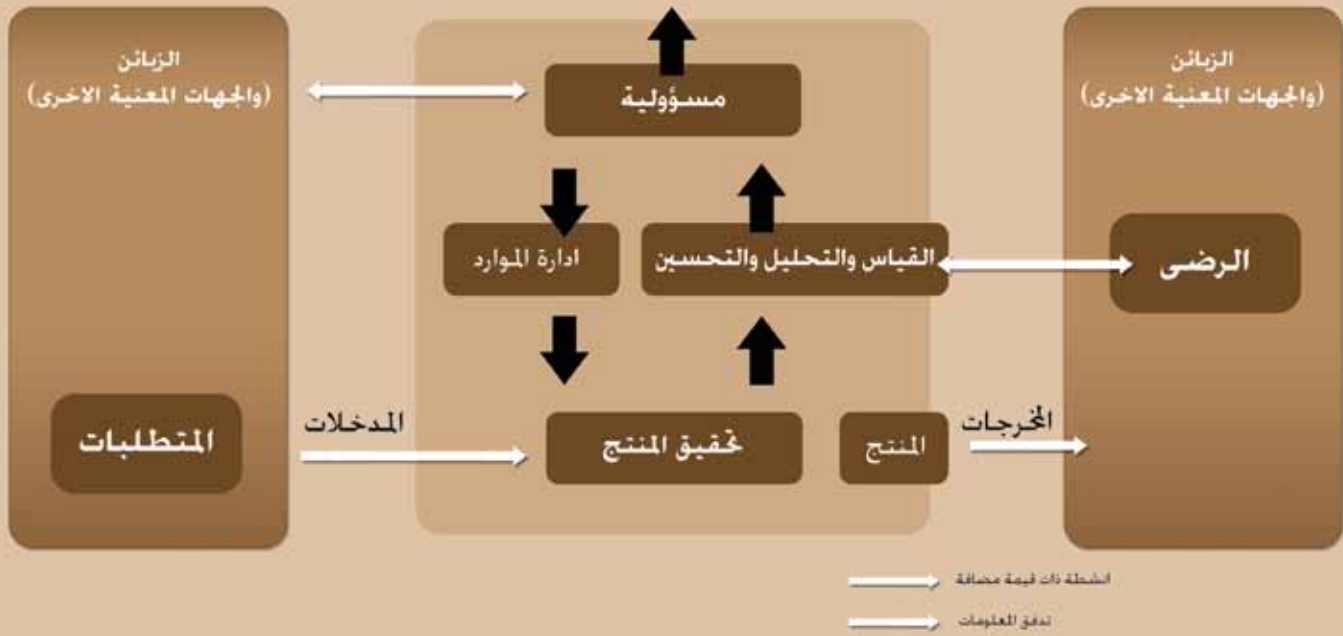 الزبائن
(والجهات المعنية الاخرى)
الزبائن
(والجهات المعنية الاخرى)
مسؤولية
الرضى
القياس والتحليل والتحسين
ادارة الموارد
المخرجات
المنتج
تحقيق المنتج
المدخلات
المتطلبات
انشطة ذات قيمة مضافة
تدفق المعلومات